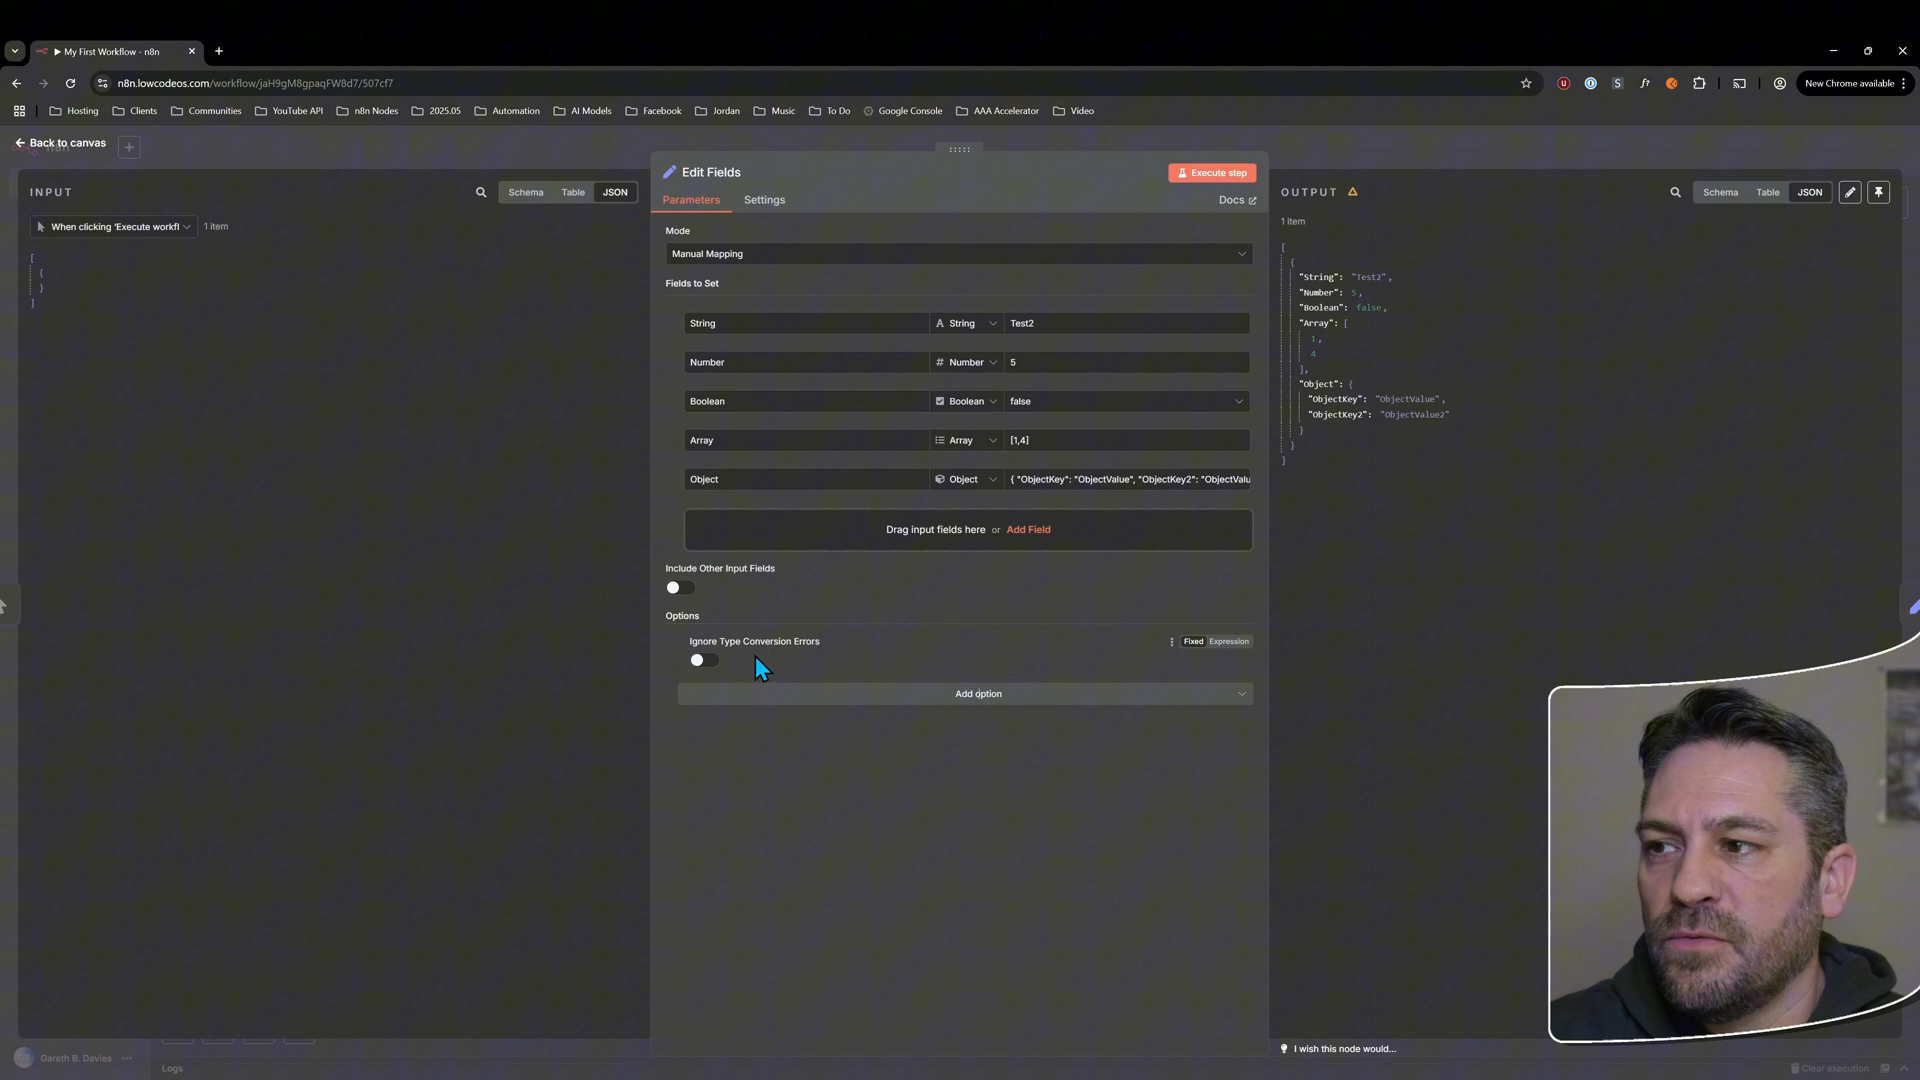 My First Workflow - n8n
n8n.lowcodeos.com/workflow/jaH9gM8gpaqFW8d7/507cf7
New Chrome available
Hosting
Clients
Communities
YouTube API
n8n Nodes
2025.05
Automation
AI Models
Facebook
Jordan
Music
To Do
Google Console
AAA Accelerator
Video
Back to canvas
INPUT
Schema
Table
JSON
When clicking 'Execute workfl
1 item
[
{
}
]
Edit Fields
Execute step
Parameters
Settings
Docs
Mode
Manual Mapping
Fields to Set
String
String
Test2
Number
Number
5
Boolean
Boolean
false
Array
Array
[1,4]
Object
Object
{ "ObjectKey": "ObjectValue", "ObjectKey2": "ObjectValu
Drag input fields here or Add Field
Include Other Input Fields
Options
Ignore Type Conversion Errors
Fixed
Expression
Add option
OUTPUT
Schema
Table
JSON
1 item
[
{
"String": "Test2",
"Number": 5,
"Boolean": false,
"Array": [
1,
4
],
"Object": {
"ObjectKey": "ObjectValue",
"ObjectKey2": "ObjectValue2"
}
}
]
I wish this node would...
Gareth B. Davies
Logs
Clear execution